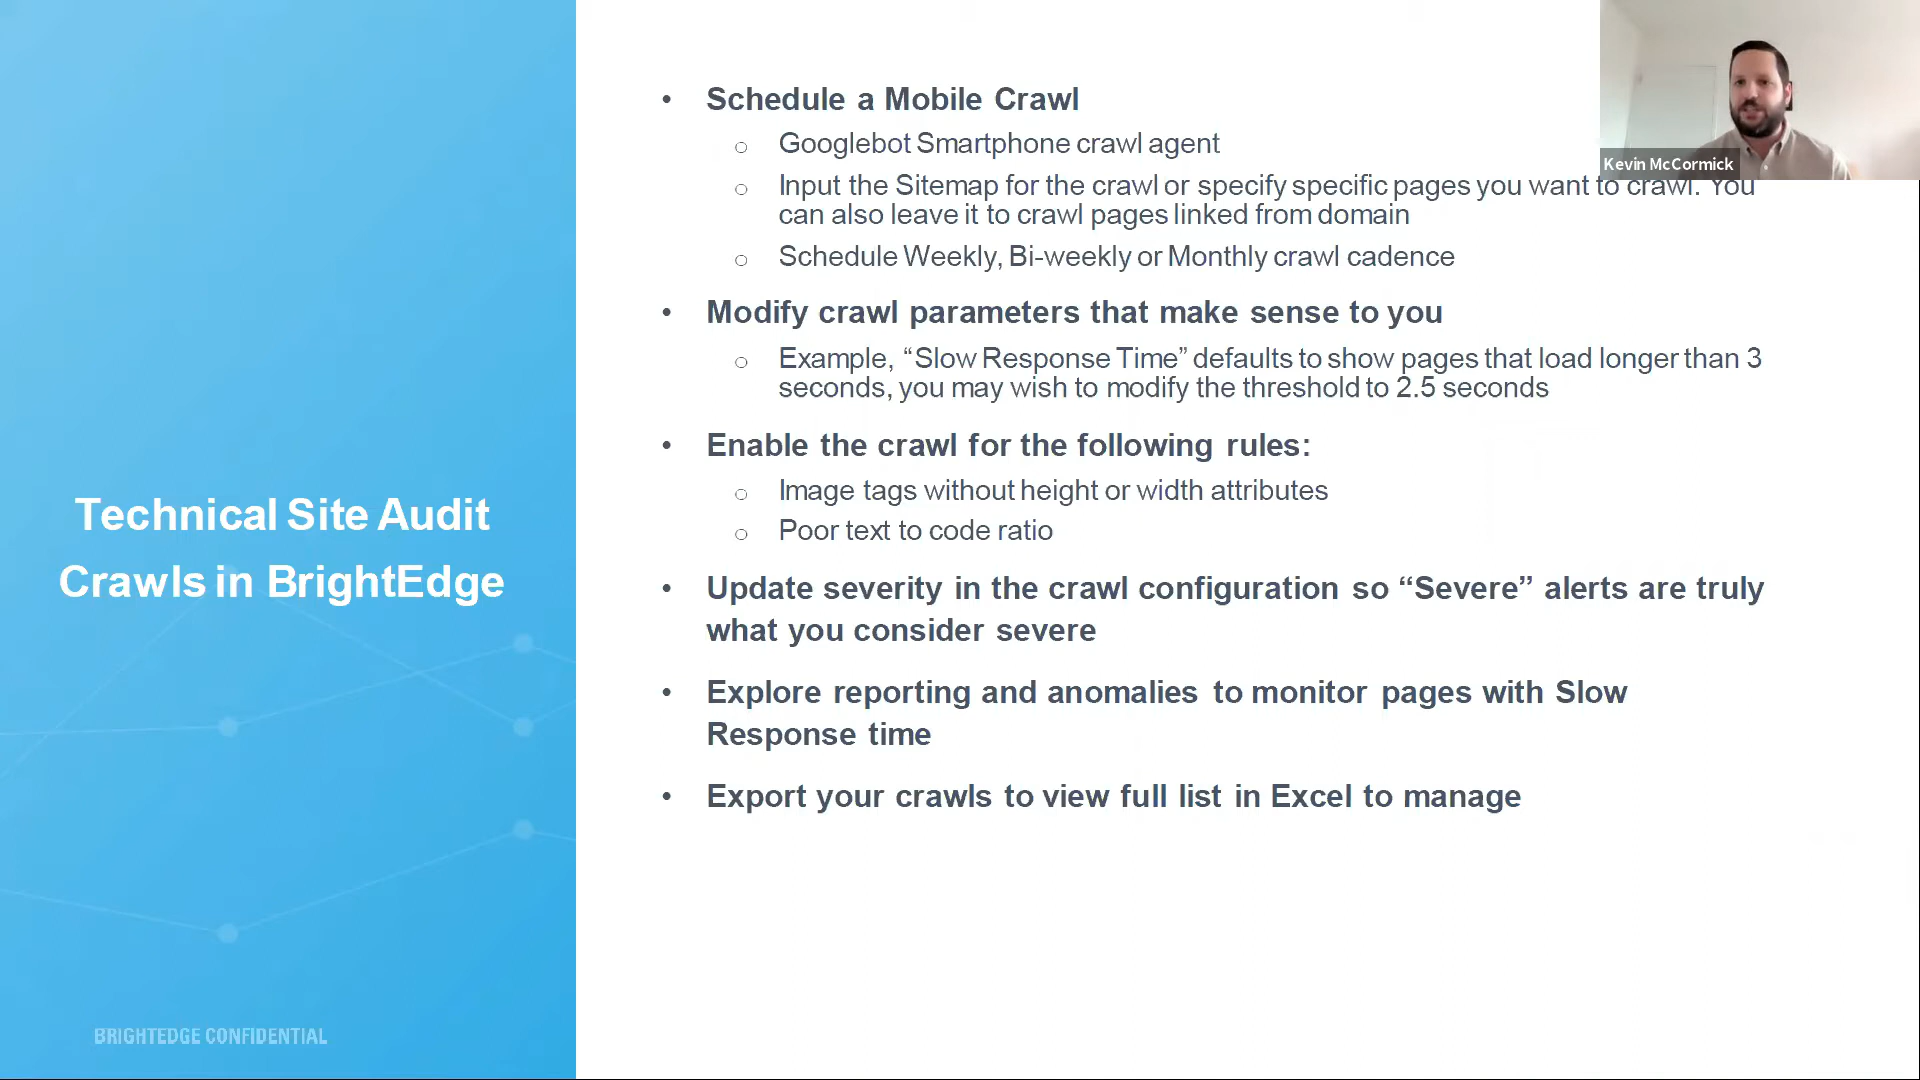 Technical Site Audit
Crawls in BrightEdge
BRIGHTEDGE CONFIDENTIAL
• Schedule a Mobile Crawl
○ Googlebot Smartphone crawl agent
○ Input the Sitemap for the crawl or specify specific pages you want to crawl. You
can also leave it to crawl pages linked from domain
○ Schedule Weekly, Bi-weekly or Monthly crawl cadence
• Modify crawl parameters that make sense to you
○ Example, “Slow Response Time” defaults to show pages that load longer than 3
seconds, you may wish to modify the threshold to 2.5 seconds
• Enable the crawl for the following rules:
○ Image tags without height or width attributes
○ Poor text to code ratio
• Update severity in the crawl configuration so “Severe” alerts are truly
what you consider severe
• Explore reporting and anomalies to monitor pages with Slow
Response time
• Export your crawls to view full list in Excel to manage
Kevin McCormick